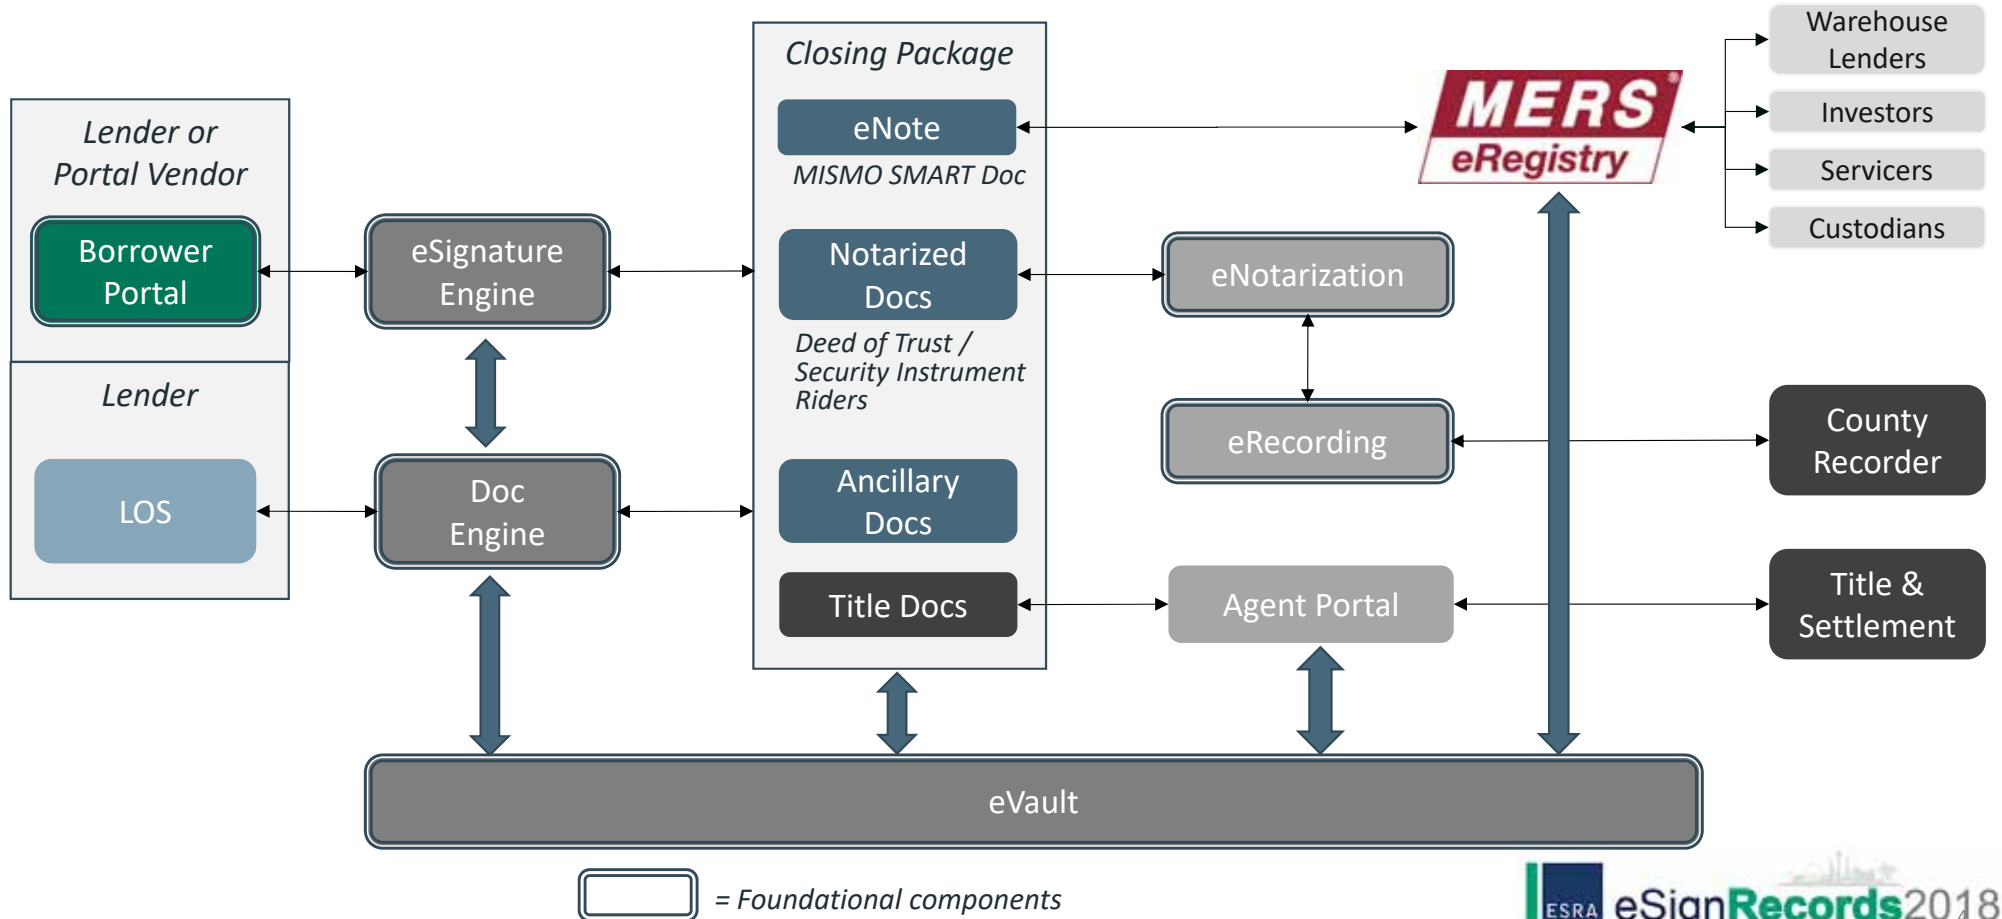 Lender or
Portal Vendor
Borrower
Portal
Lender
LOS
eSignature
Engine
Doc
Engine
Closing Package
eNote
MISMO SMART Doc
Notarized
Docs
Deed of Trust /
Security Instrument
Riders
Ancillary
Docs
Title Docs
MERS®
eRegistry
eNotarization
eRecording
Agent Portal
Warehouse
Lenders
Investors
Servicers
Custodians
County
Recorder
Title &
Settlement
eVault
= Foundational components
ESRA
eSignRecords2018